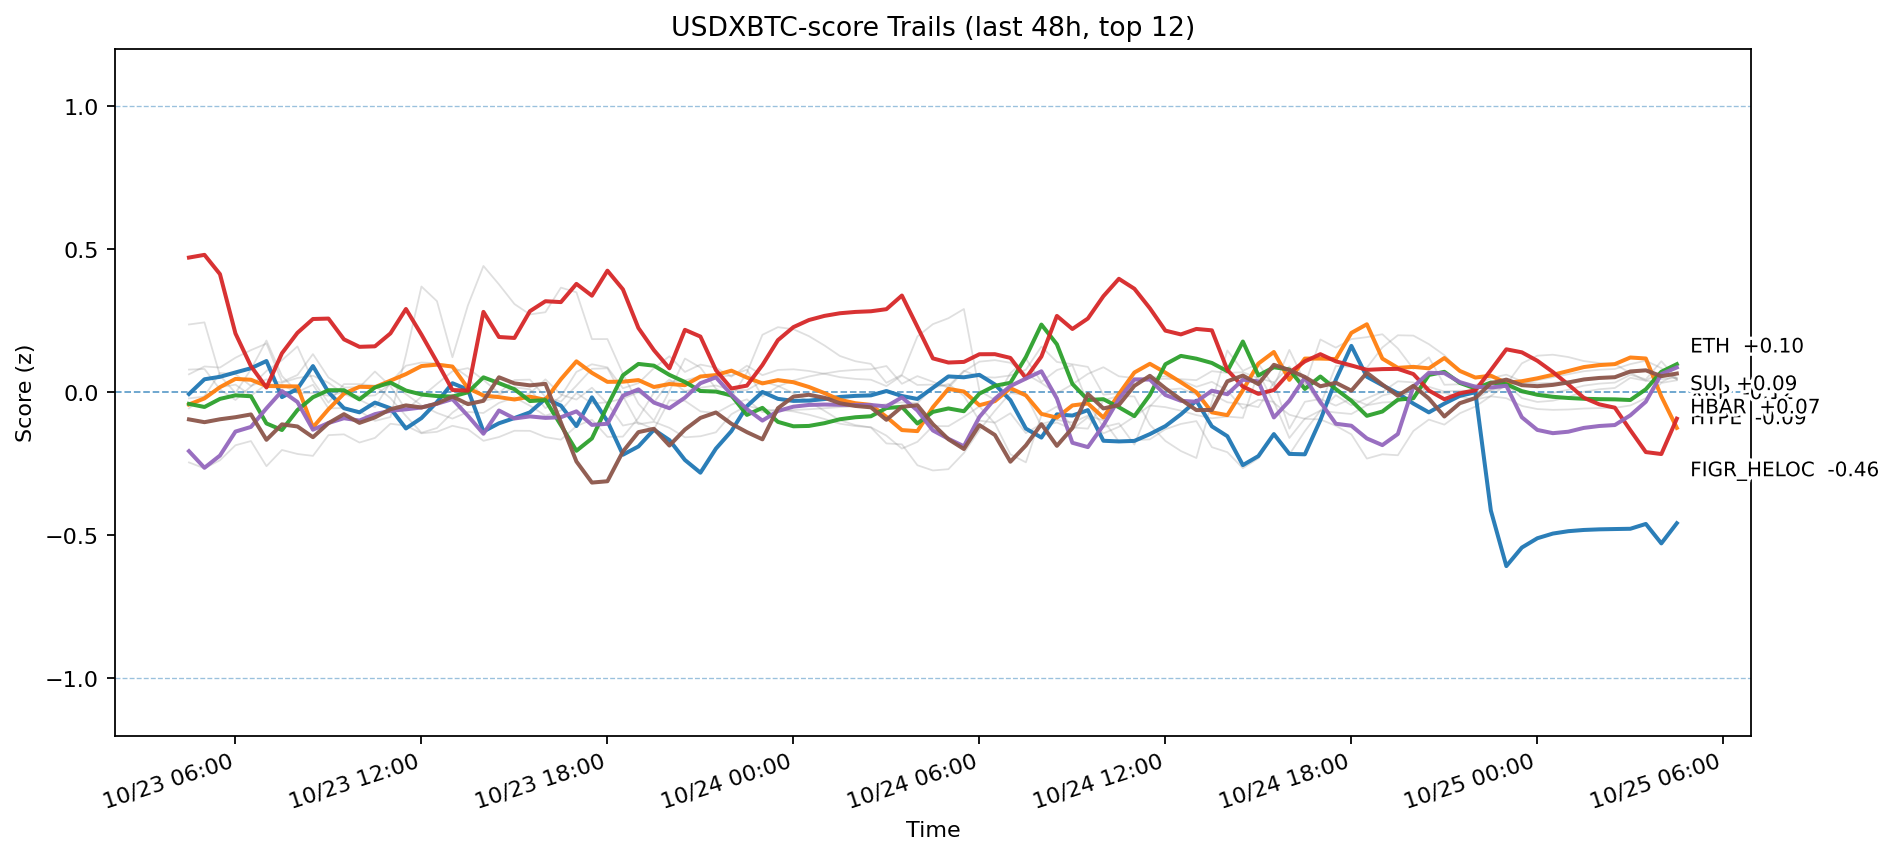 USDXBTC-score Trails (last 48h, top 12)
Score (z)
1.0
0.5
0.0
−0.5
−1.0
ETH +0.10
SUI +0.09
HBAR +0.07
HYPE -0.09
FIGR_HELOC -0.46
10/23 06:00
10/23 12:00
10/23 18:00
10/24 00:00
10/24 06:00
10/24 12:00
10/24 18:00
10/25 00:00
10/25 06:00
Time